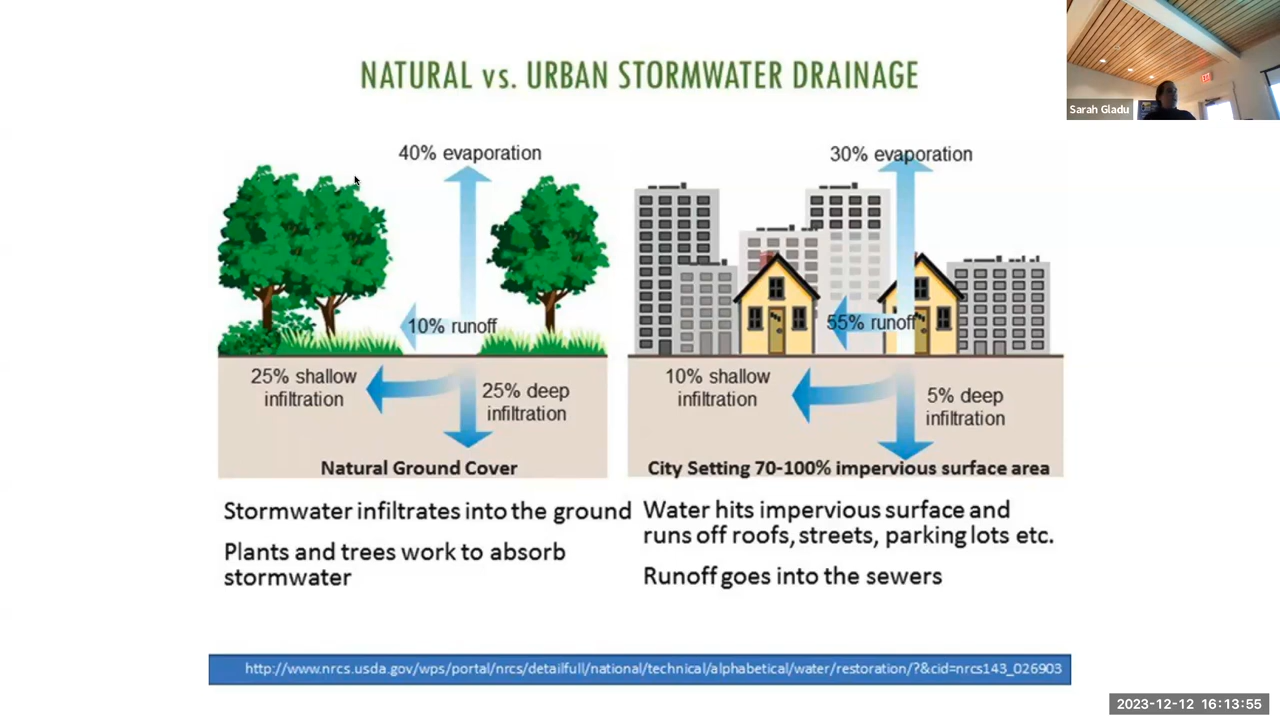 NATURAL vs. URBAN STORMWATER DRAINAGE
Sarah Gladu
40% evaporation
10% runoff
25% shallow
infiltration
25% deep
infiltration
Natural Ground Cover
30% evaporation
55% runoff
10% shallow
infiltration
5% deep
infiltration
City Setting 70-100% impervious surface area
Stormwater infiltrates into the ground
Plants and trees work to absorb
stormwater
Water hits impervious surface and
runs off roofs, streets, parking lots etc.
Runoff goes into the sewers
http://www.nrcs.usda.gov/wps/portal/nrcs/detailfull/national/technical/alphabetical/water/restoration/?&cid=nrcs143_026903
2023-12-12 16:13:55